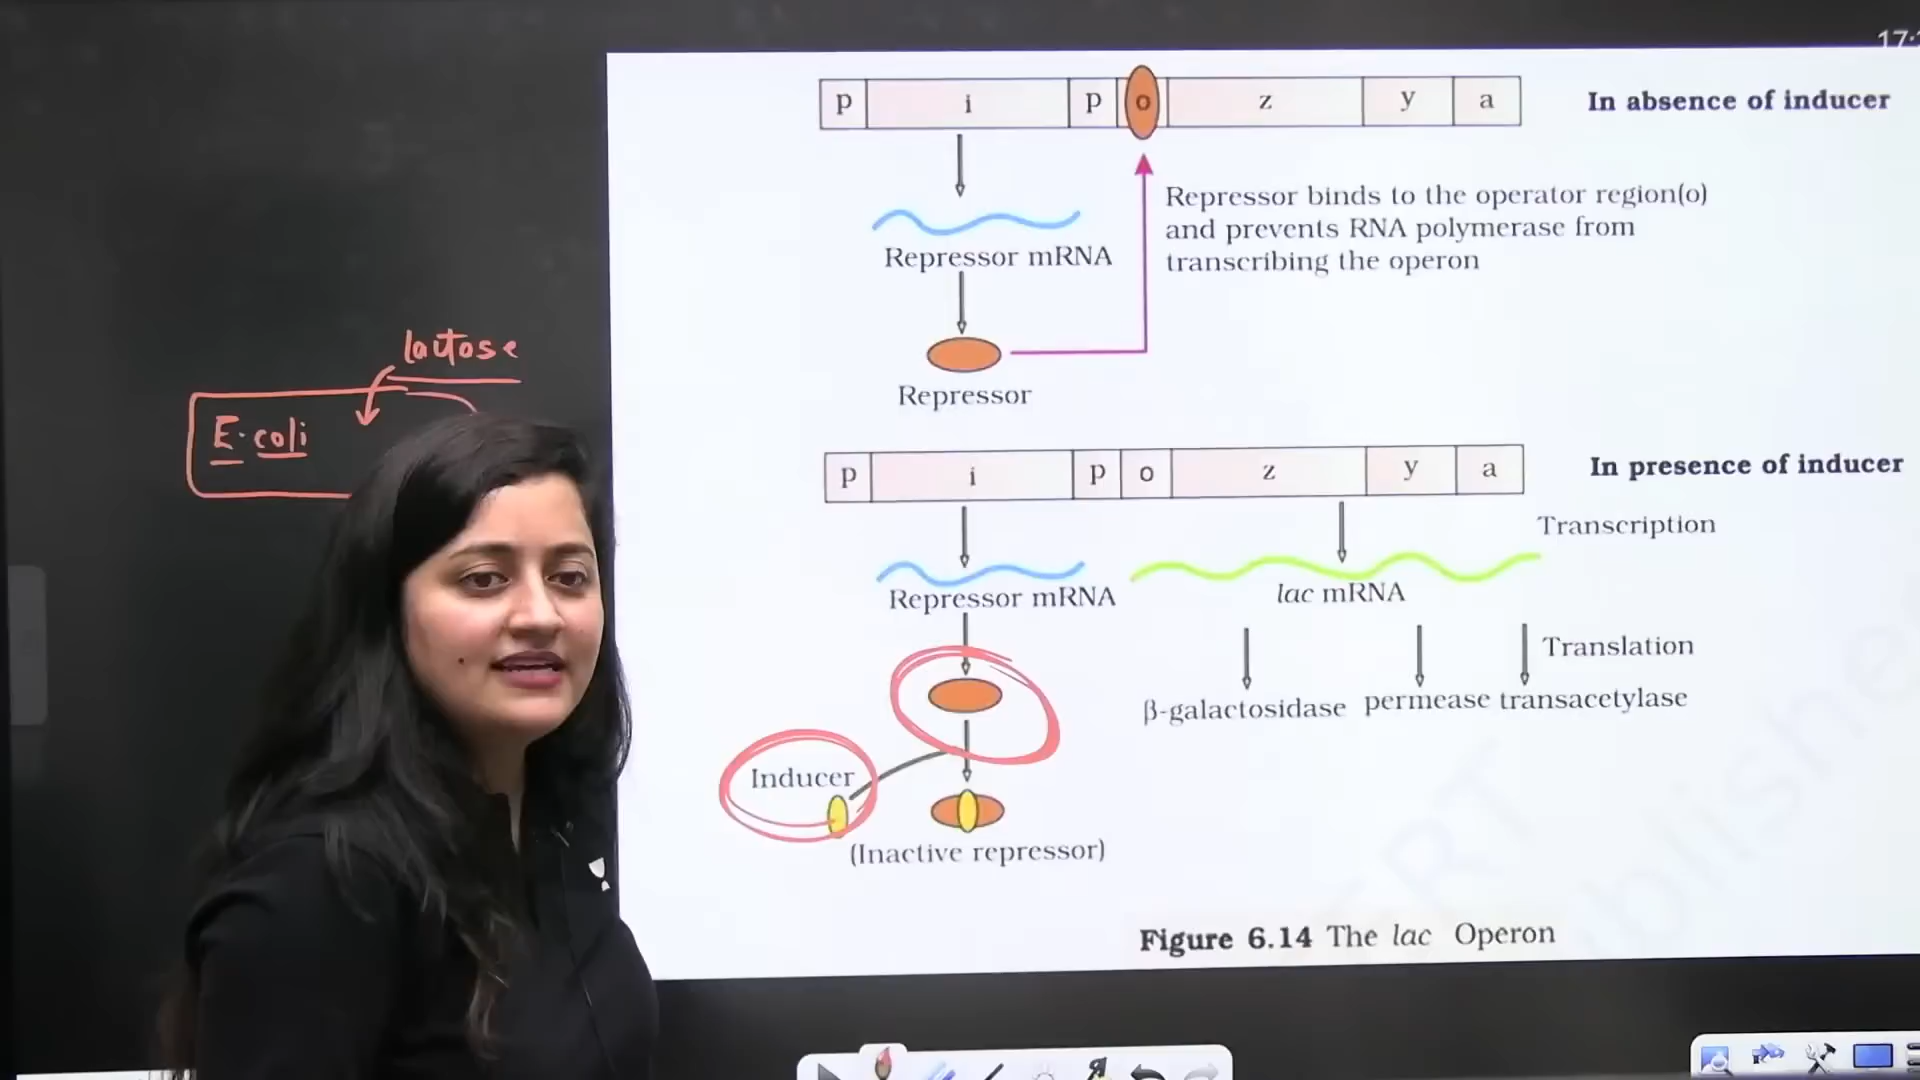 17:
p i p o z y a In absence of inducer
Repressor binds to the operator region(o)
and prevents RNA polymerase from
transcribing the operon
Repressor mRNA
Repressor
lactose
E. coli
p i p o z y a In presence of inducer
Transcription
Repressor mRNA
lac mRNA
Translation
β-galactosidase permease transacetylase
Inducer
(Inactive repressor)
Figure 6.14 The lac Operon